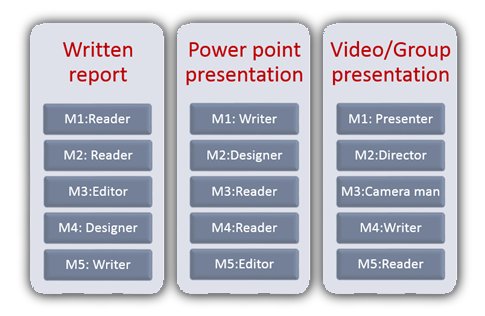 Written
report
M1:Reader
M2: Reader
M3:Editor
M4: Designer
M5: Writer
Power point
presentation
M1: Writer
M2:Designer
M3:Reader
M4:Reader
M5:Editor
Video/Group
presentation
M1: Presenter
M2:Director
M3:Camera man
M4:Writer
M5:Reader